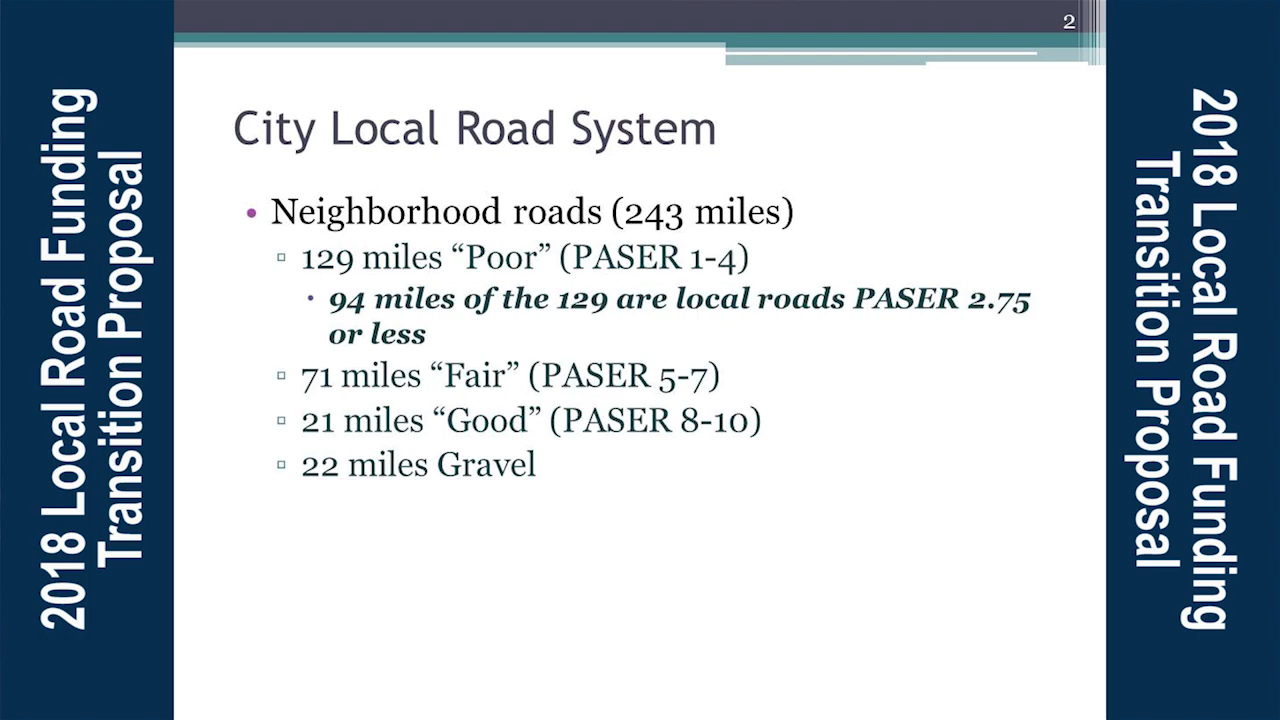 2018 Local Road Funding
Transition Proposal
2
City Local Road System
• Neighborhood roads (243 miles)
▫ 129 miles “Poor” (PASER 1-4)
· 94 miles of the 129 are local roads PASER 2.75
or less
▫ 71 miles “Fair” (PASER 5-7)
▫ 21 miles “Good” (PASER 8-10)
▫ 22 miles Gravel
2018 Local Road Funding
Transition Proposal